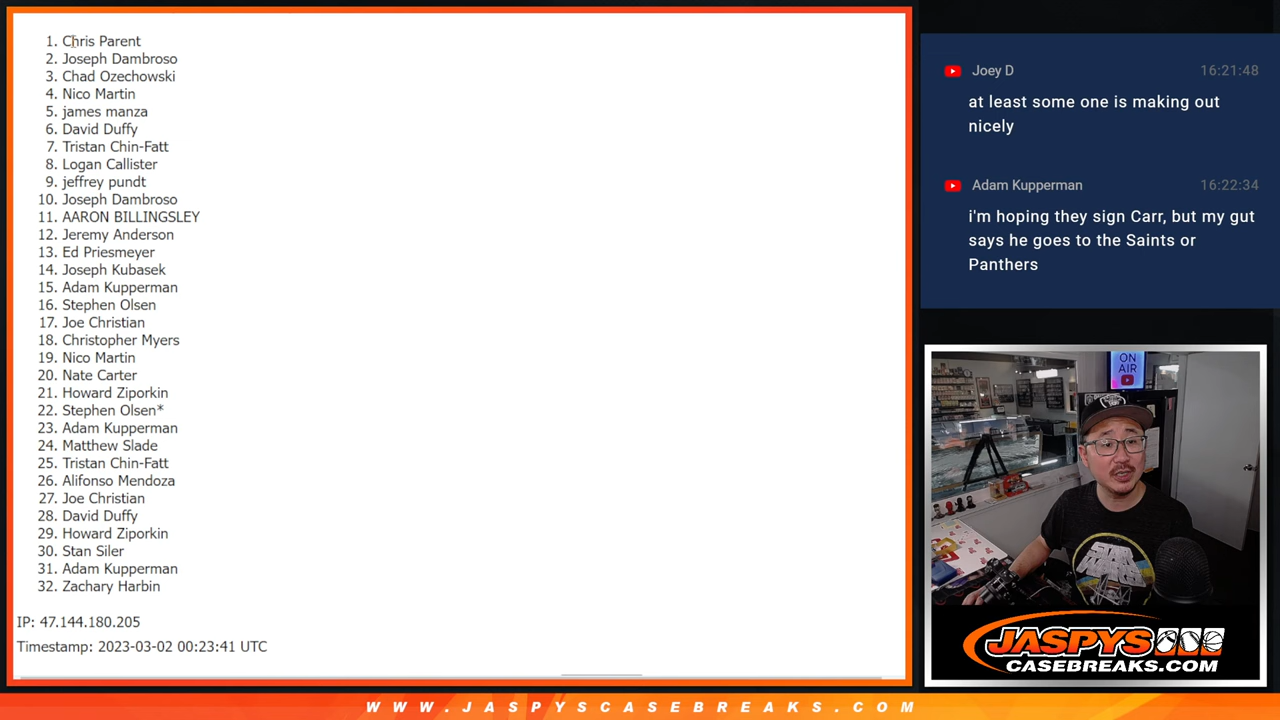 1. Chris Parent
2. Joseph Dambroso
3. Chad Ozechowski
4. Nico Martin
5. james manza
6. David Duffy
7. Tristan Chin-Fatt
8. Logan Callister
9. jeffrey pundt
10. Joseph Dambroso
11. AARON BILLINGSLEY
12. Jeremy Anderson
13. Ed Priesmeyer
14. Joseph Kubasek
15. Adam Kupperman
16. Stephen Olsen
17. Joe Christian
18. Christopher Myers
19. Nico Martin
20. Nate Carter
21. Howard Ziporkin
22. Stephen Olsen*
23. Adam Kupperman
24. Matthew Slade
25. Tristan Chin-Fatt
26. Alifonso Mendoza
27. Joe Christian
28. David Duffy
29. Howard Ziporkin
30. Stan Siler
31. Adam Kupperman
32. Zachary Harbin
IP: 47.144.180.205
Timestamp: 2023-03-02 00:23:41 UTC
Joey D 16:21:48
at least some one is making out
nicely
Adam Kupperman 16:22:34
i'm hoping they sign Carr, but my gut
says he goes to the Saints or
Panthers
ON
AIR
STAR
WARS
JASPYS
CASEBREAKS.COM
WWW.JASPYSCASEBREAKS.COM